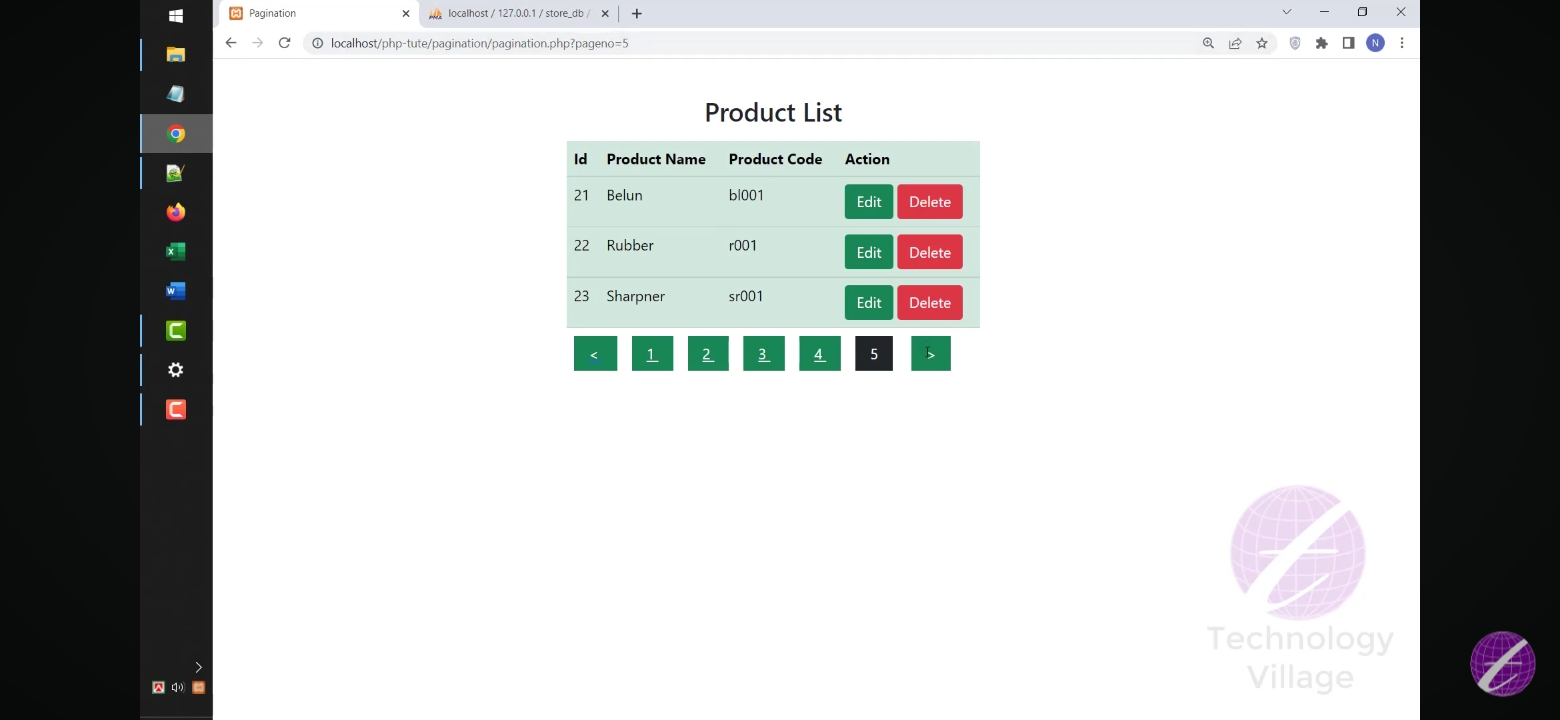 Pagination
localhost / 127.0.0.1 / store_db /
localhost/php-tute/pagination/pagination.php?pageno=5
N
Product List
Id Product Name Product Code Action
21 Belun bl001 Edit Delete
22 Rubber r001 Edit Delete
23 Sharpner sr001 Edit Delete
< 1 2 3 4 5 >
Technology
Village